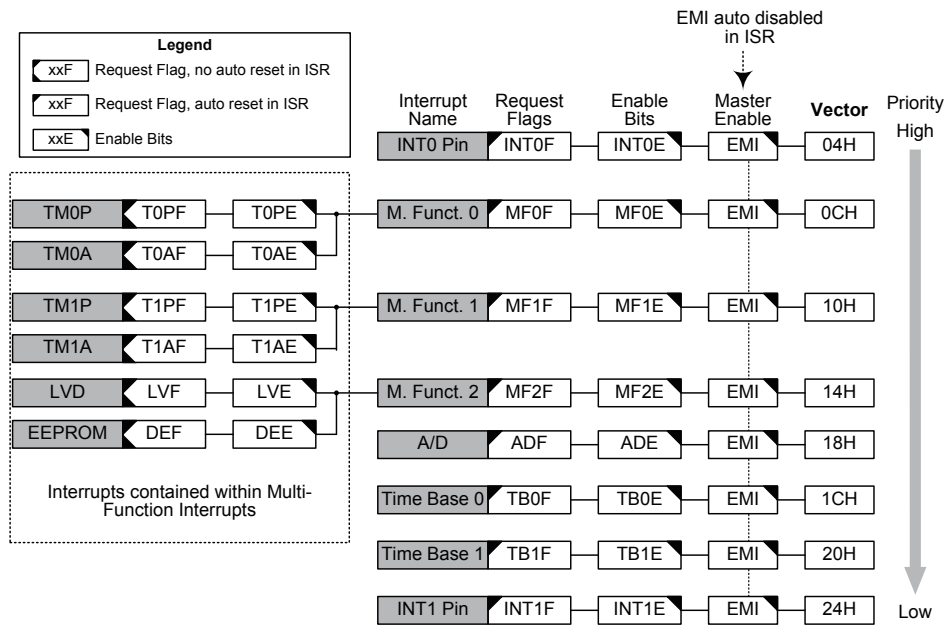 EMI auto disabled
in ISR
Legend
xxF Request Flag, no auto reset in ISR
xxF Request Flag, auto reset in ISR
xxE Enable Bits
Interrupt Name Request Flags Enable Bits Master Enable Vector Priority
High
INT0 Pin INT0F INT0E EMI 04H
TM0P T0PF T0PE M. Funct. 0 MF0F MF0E EMI 0CH
TM0A T0AF T0AE
TM1P T1PF T1PE M. Funct. 1 MF1F MF1E EMI 10H
TM1A T1AF T1AE
LVD LVF LVE M. Funct. 2 MF2F MF2E EMI 14H
EEPROM DEF DEE A/D ADF ADE EMI 18H
Interrupts contained within Multi-
Function Interrupts
Time Base 0 TB0F TB0E EMI 1CH
Time Base 1 TB1F TB1E EMI 20H
INT1 Pin INT1F INT1E EMI 24H
Low